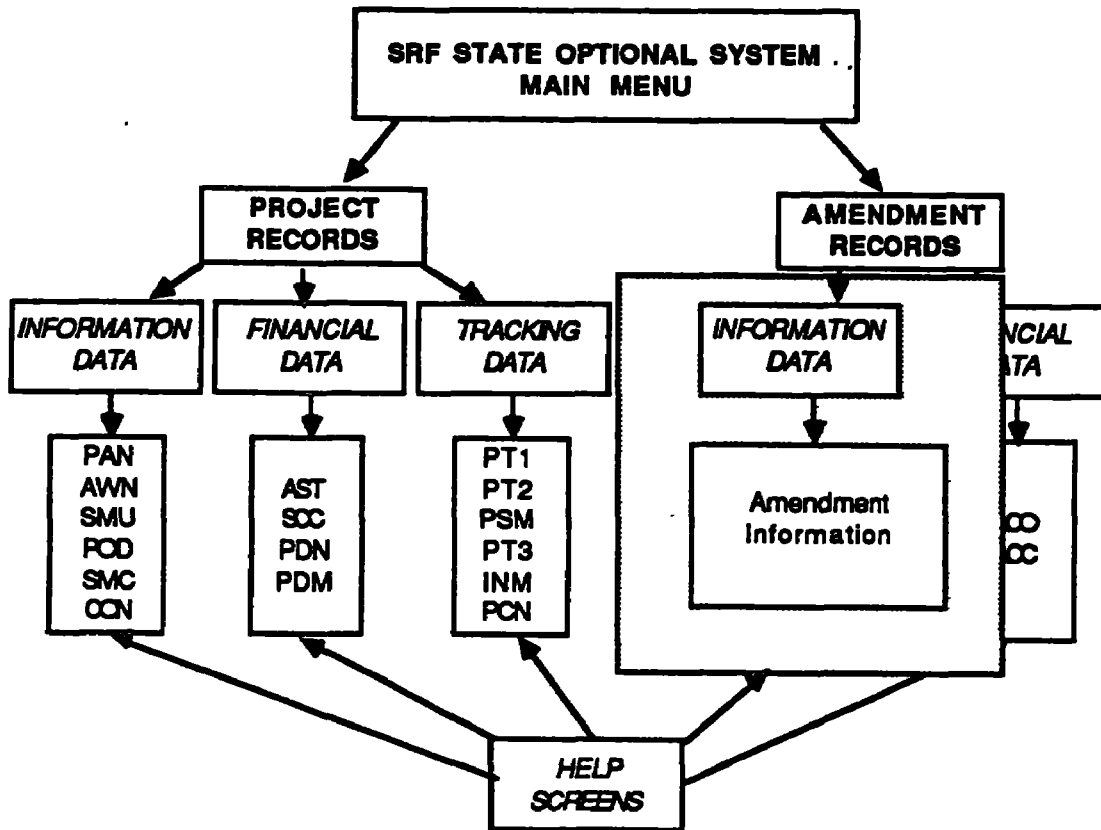 SRF STATE OPTIONAL SYSTEM
MAIN MENU
PROJECT
RECORDS
AMENDMENT
RECORDS
INFORMATION
DATA
FINANCIAL
DATA
TRACKING
DATA
INFORMATION
DATA
NCIAL
ATA
PAN
AWN
SMU
POD
SMC
CCN
AST
SCC
PDN
PDM
PT1
PT2
PSM
PT3
INM
PCN
Amendment
Information
HELP
SCREENS